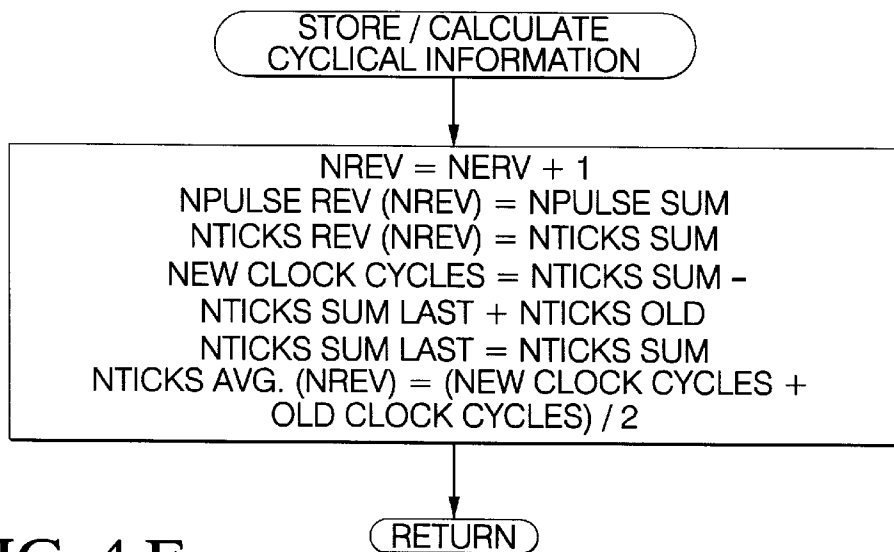 STORE / CALCULATE
CYCLICAL INFORMATION
NREV = NERV + 1
NPULSE REV (NREV) = NPULSE SUM
NTICKS REV (NREV) = NTICKS SUM
NEW CLOCK CYCLES = NTICKS SUM –
NTICKS SUM LAST + NTICKS OLD
NTICKS SUM LAST = NTICKS SUM
NTICKS AVG. (NREV) = (NEW CLOCK CYCLES +
OLD CLOCK CYCLES) / 2
RETURN